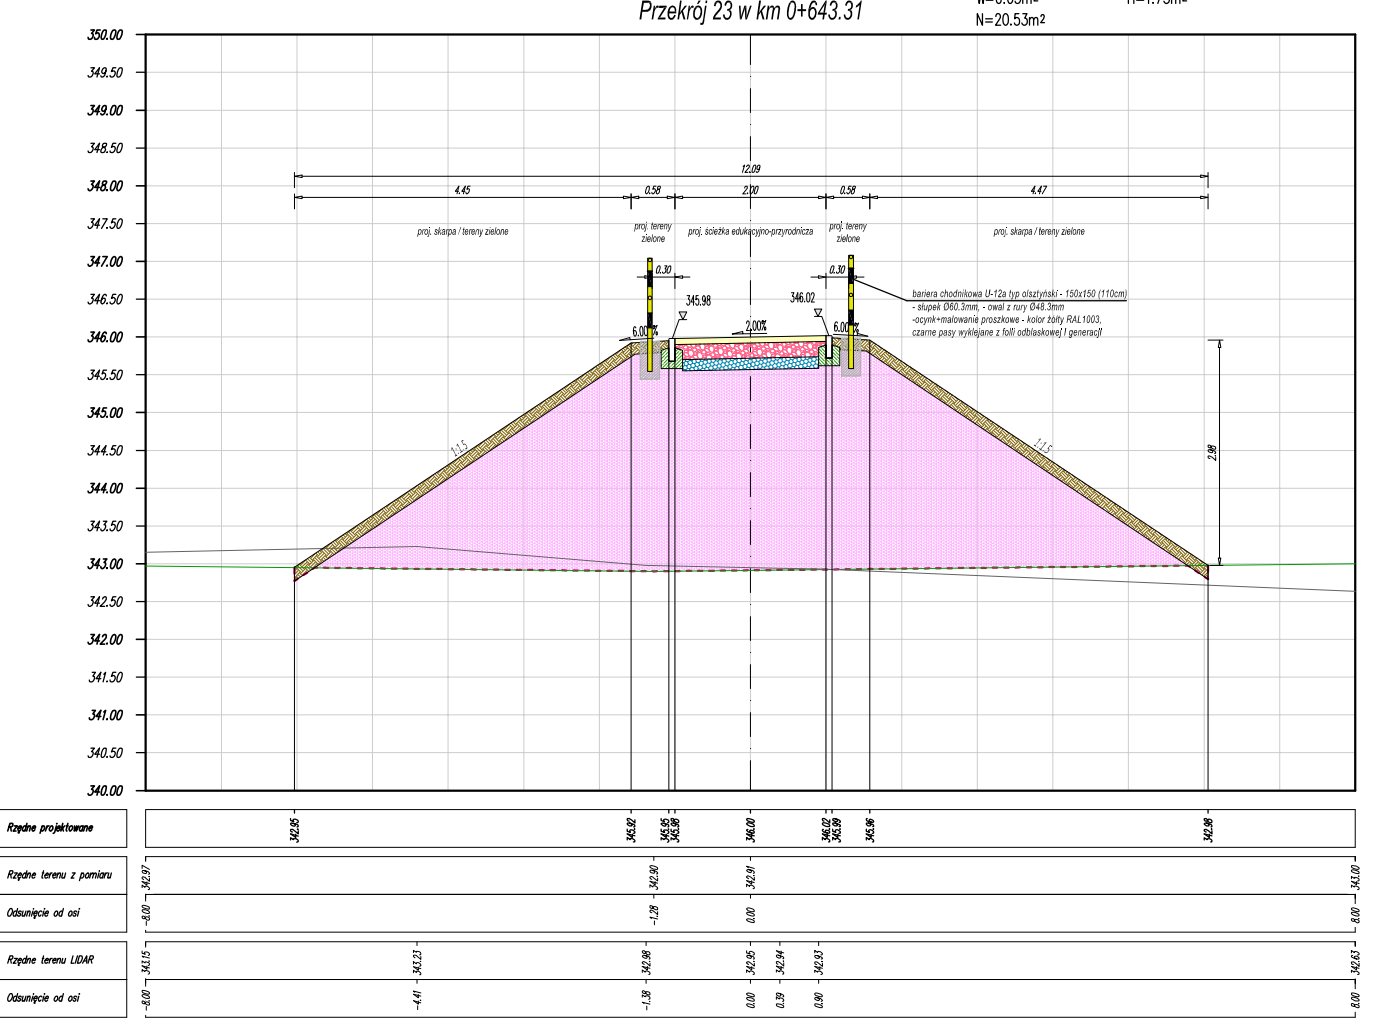 Przekrój 23 w km 0+643.31
N=20.53m²
350.00
349.50
349.00
348.50
348.00
347.50
347.00
346.50
346.00
345.50
345.00
344.50
344.00
343.50
343.00
342.50
342.00
341.50
341.00
340.50
340.00
12.09
4.45 0.58 2.00 0.58 4.47
proj. skarpa / tereny zielone
proj. tereny
zielone
proj. ścieżka edukacyjno-przyrodnicza
proj. tereny
zielone
proj. skarpa / tereny zielone
0.30 0.30
345.98 346.02
6.00% 2.00% 6.00%
bariera chodnikowa U-12a typ olsztyński - 150x150 (110cm)
- słupek Ø60.3mm, - owal z rury Ø48.3mm
-ocynk+malowanie proszkowe - kolor żółty RAL1003,
czarne pasy wyklejane z folii odblaskowej I generacji
1:1.5 1:1.5
2.98
Rzędne projektowane 342.95 345.92 345.95 345.98 346.00 346.02 345.99 345.96 342.98
Rzędne terenu z pomiaru 342.97 342.90 342.91 343.00
Odsunięcie od osi -8.00 -1.28 0.00 8.00
Rzędne terenu LIDAR 343.15 343.23 342.98 342.95 342.94 342.93 342.63
Odsunięcie od osi -8.00 -4.41 -1.38 0.00 0.39 0.90 8.00